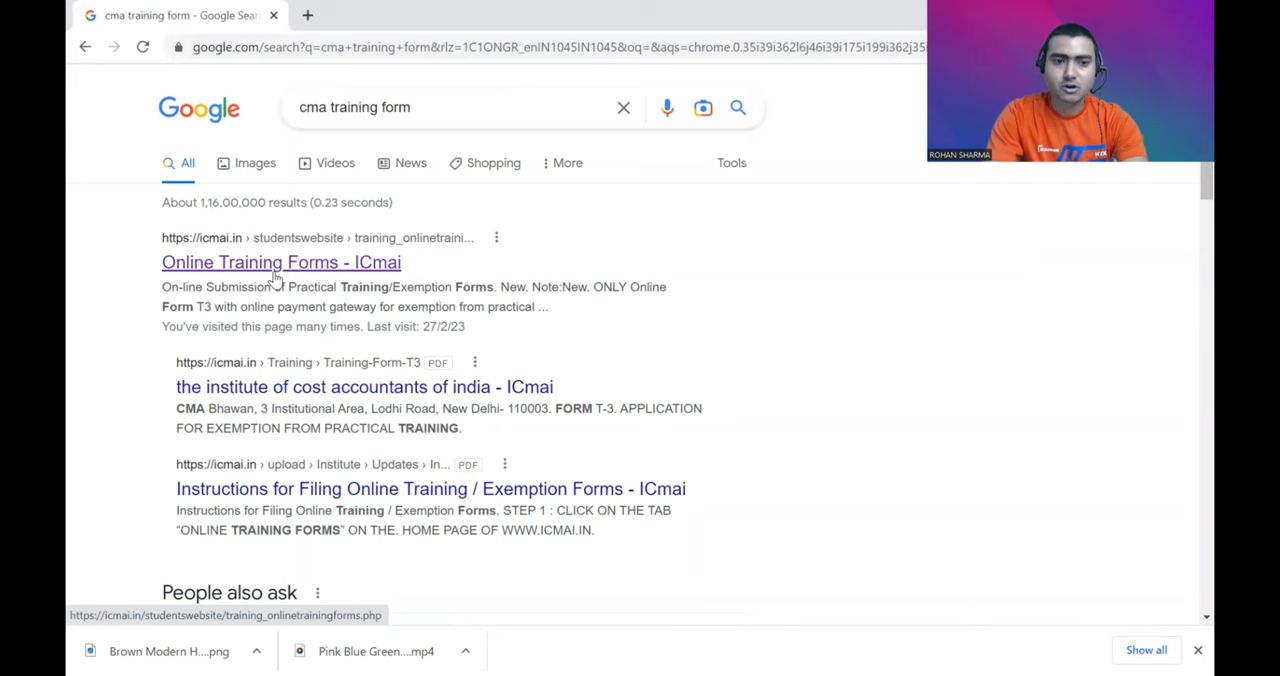 cma training form - Google Sear
google.com/search?q=cma+training+form&rlz=1C1ONGR_enIN1045IN1045&oq=&aqs=chrome.0.35i39i362l6j46i39i175i199i362j35i
Google
cma training form
All
Images
Videos
News
Shopping
More
Tools
ROHAN SHARMA
About 1,16,00,000 results (0.23 seconds)
https://icmai.in › studentswebsite › training_onlinetraini...
Online Training Forms - ICmai
On-line Submission of Practical Training/Exemption Forms. New. Note:New. ONLY Online
Form T3 with online payment gateway for exemption from practical ...
You've visited this page many times. Last visit: 27/2/23
https://icmai.in › Training › Training-Form-T3 PDF
the institute of cost accountants of india - ICmai
CMA Bhawan, 3 Institutional Area, Lodhi Road, New Delhi- 110003. FORM T-3. APPLICATION
FOR EXEMPTION FROM PRACTICAL TRAINING.
https://icmai.in › upload › Institute › Updates › In... PDF
Instructions for Filing Online Training / Exemption Forms - ICmai
Instructions for Filing Online Training / Exemption Forms. STEP 1 : CLICK ON THE TAB
“ONLINE TRAINING FORMS” ON THE. HOME PAGE OF WWW.ICMAI.IN.
People also ask
https://icmai.in/studentswebsite/training_onlinetrainingforms.php
Brown Modern H....png
Pink Blue Green....mp4
Show all